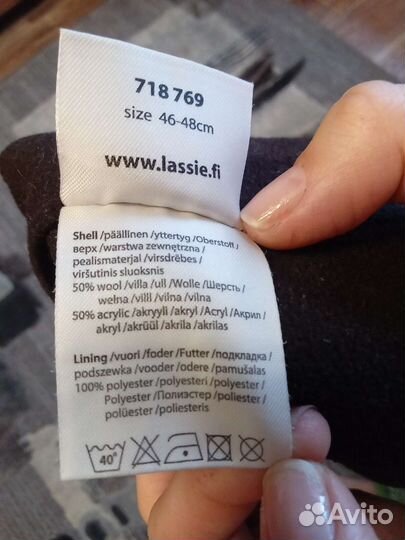 718 769
size 46-48cm
www.lassie.fi
Shell /päällinen /yttertyg /Oberstoff /
верх /warstwa zewnętrzna /
pealismaterjal /virsdrēbes/
viršutinis sluoksnis
50% wool /villa /ull /Wolle /Шерсть /
wełna /villi /vilna /vilna
50% acrylic /akryyli /akryl /Acryl /Акрил /
akryl /akrüül /akrila /akrilas
Lining /vuori /foder /Futter /подкладка /
podszewka /vooder /odere /pamušalas
100% polyester /polyesteri /polyester /
Polyester /Полиэстер /poliester /
polüester /poliesteris
40°
Avito